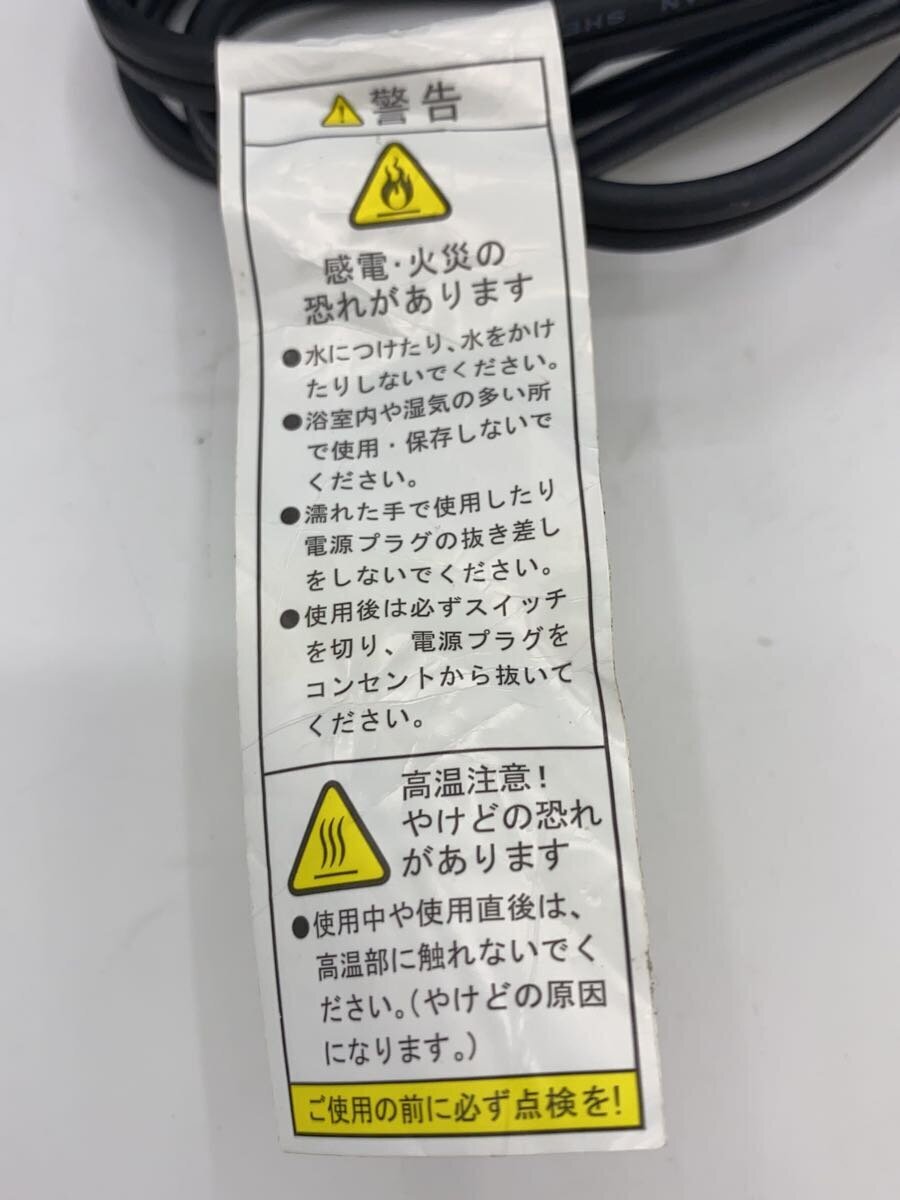 警告
感電・火災の
恐れがあります
●水につけたり、水をかけ
たりしないでください。
●浴室内や湿気の多い所
で使用・保存しないで
ください。
●濡れた手で使用したり
電源プラグの抜き差し
をしないでください。
●使用後は必ずスイッチ
を切り、電源プラグを
コンセントから抜いて
ください。
高温注意！
やけどの恐れ
があります
●使用中や使用直後は、
高温部に触れないでく
ださい。（やけどの原因
になります。）
ご使用の前に必ず点検を！